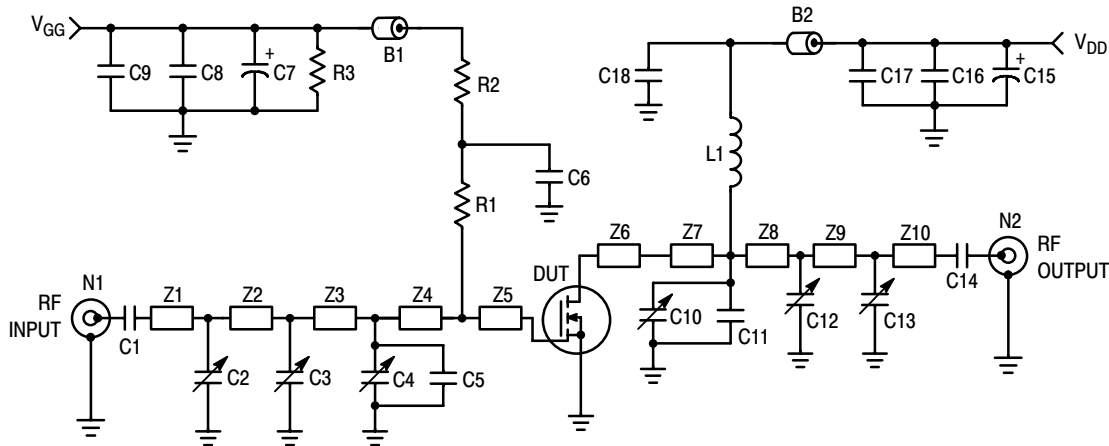 VGG
B1
C9
C8
+
C7
R3
R2
C6
R1
B2
VDD
C18
C17
C16
+
C15
L1
N1
RF
INPUT
C1
Z1
Z2
Z3
Z4
Z5
C2
C3
C4
C5
DUT
Z6
Z7
Z8
Z9
Z10
N2
RF
OUTPUT
C14
C10
C11
C12
C13